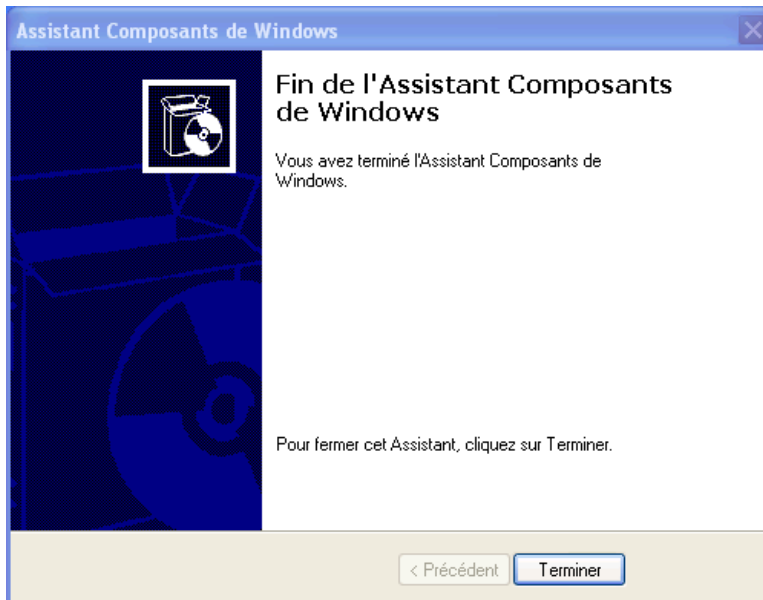 Assistant Composants de Windows
Fin de l'Assistant Composants
de Windows
Vous avez terminé l'Assistant Composants de
Windows.
Pour fermer cet Assistant, cliquez sur Terminer.
< Précédent
Terminer